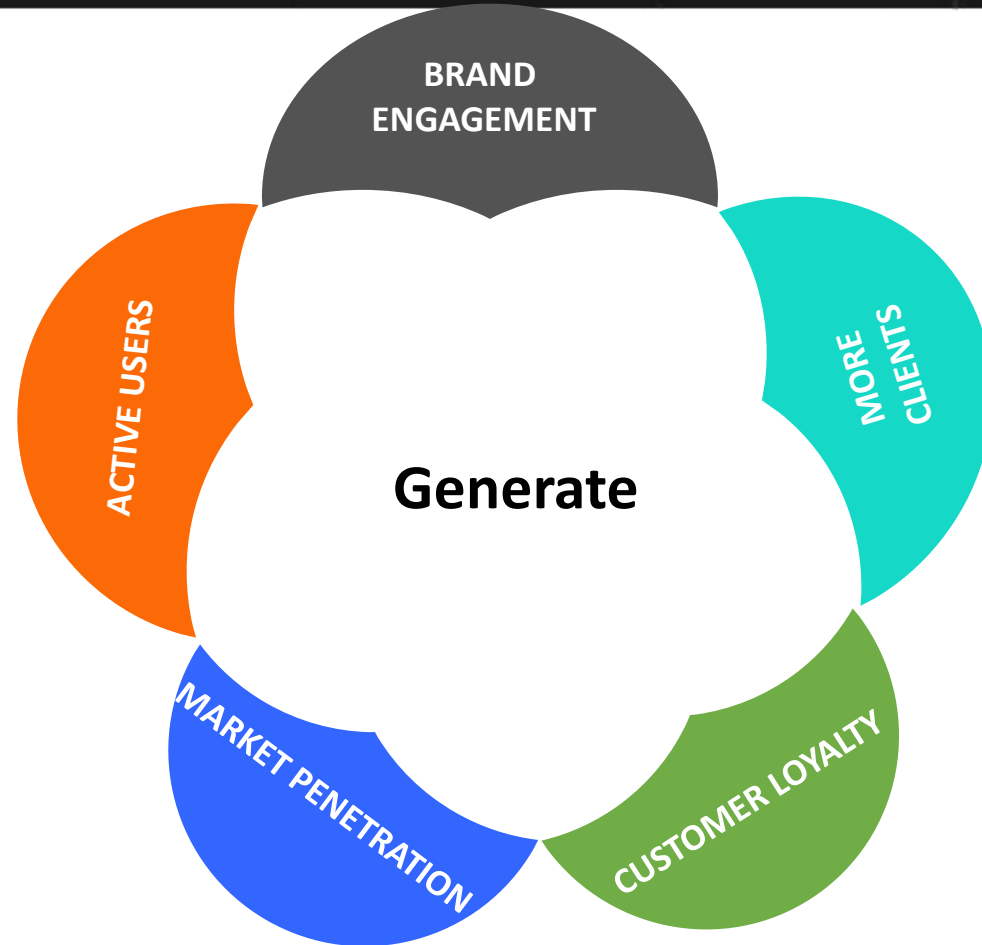 BRAND
ENGAGEMENT
MORE
CLIENTS
ACTIVE USERS
Generate
MARKET PENETRATION
CUSTOMER LOYALTY